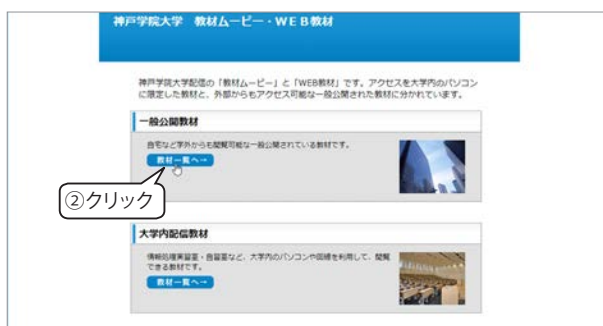 神戸学院大学 教材ムービー・WEB教材
神戸学院大学配信の「教材ムービー」と「WEB教材」です。アクセスを大学内のパソコン
に限定した教材と、外部からもアクセス可能な一般公開された教材に分かれています。
一般公開教材
自宅など学外からも閲覧可能な一般公開されている教材です。
教材一覧へ→
②クリック
大学内配信教材
情報処理実習室・自習室など、大学内のパソコンや回線を利用して、閲覧
できる教材です。
教材一覧へ→